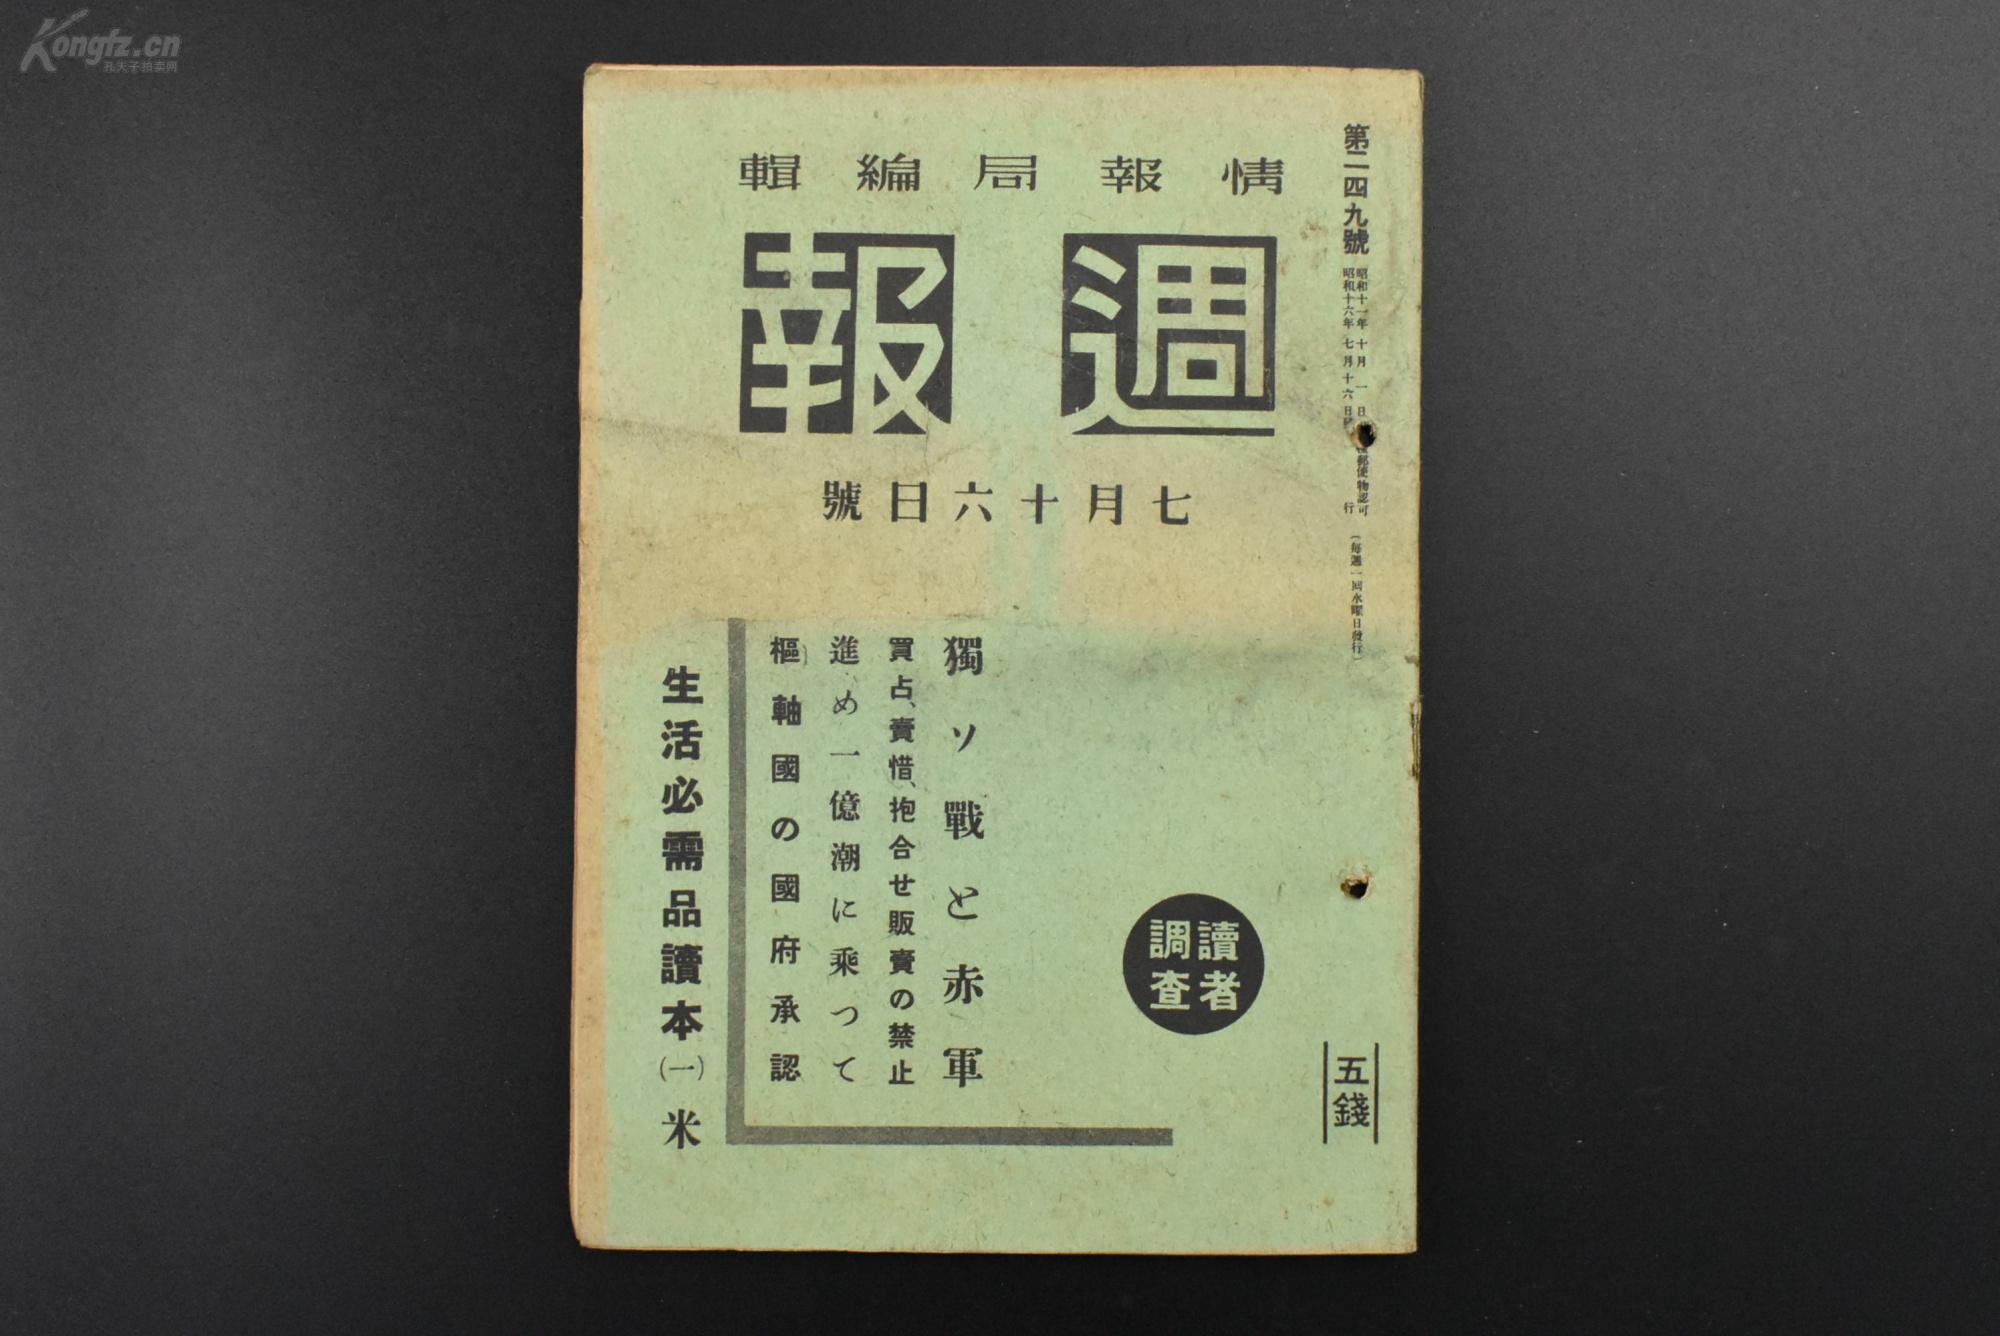 Kongfz.cn
孔夫子拍卖网
第二四九號
昭和十一年十月一日
郵便物認可
昭和十六年七月十六日
行
(每週一回水曜日發行)
情報局編輯
週報
七月十六日號
讀者
調查
五錢
獨ソ戰と赤軍
買占、賣惜、抱合せ販賣の禁止
進め一億潮に乘つて
樞軸國の國府承認
生活必需品讀本(一)米